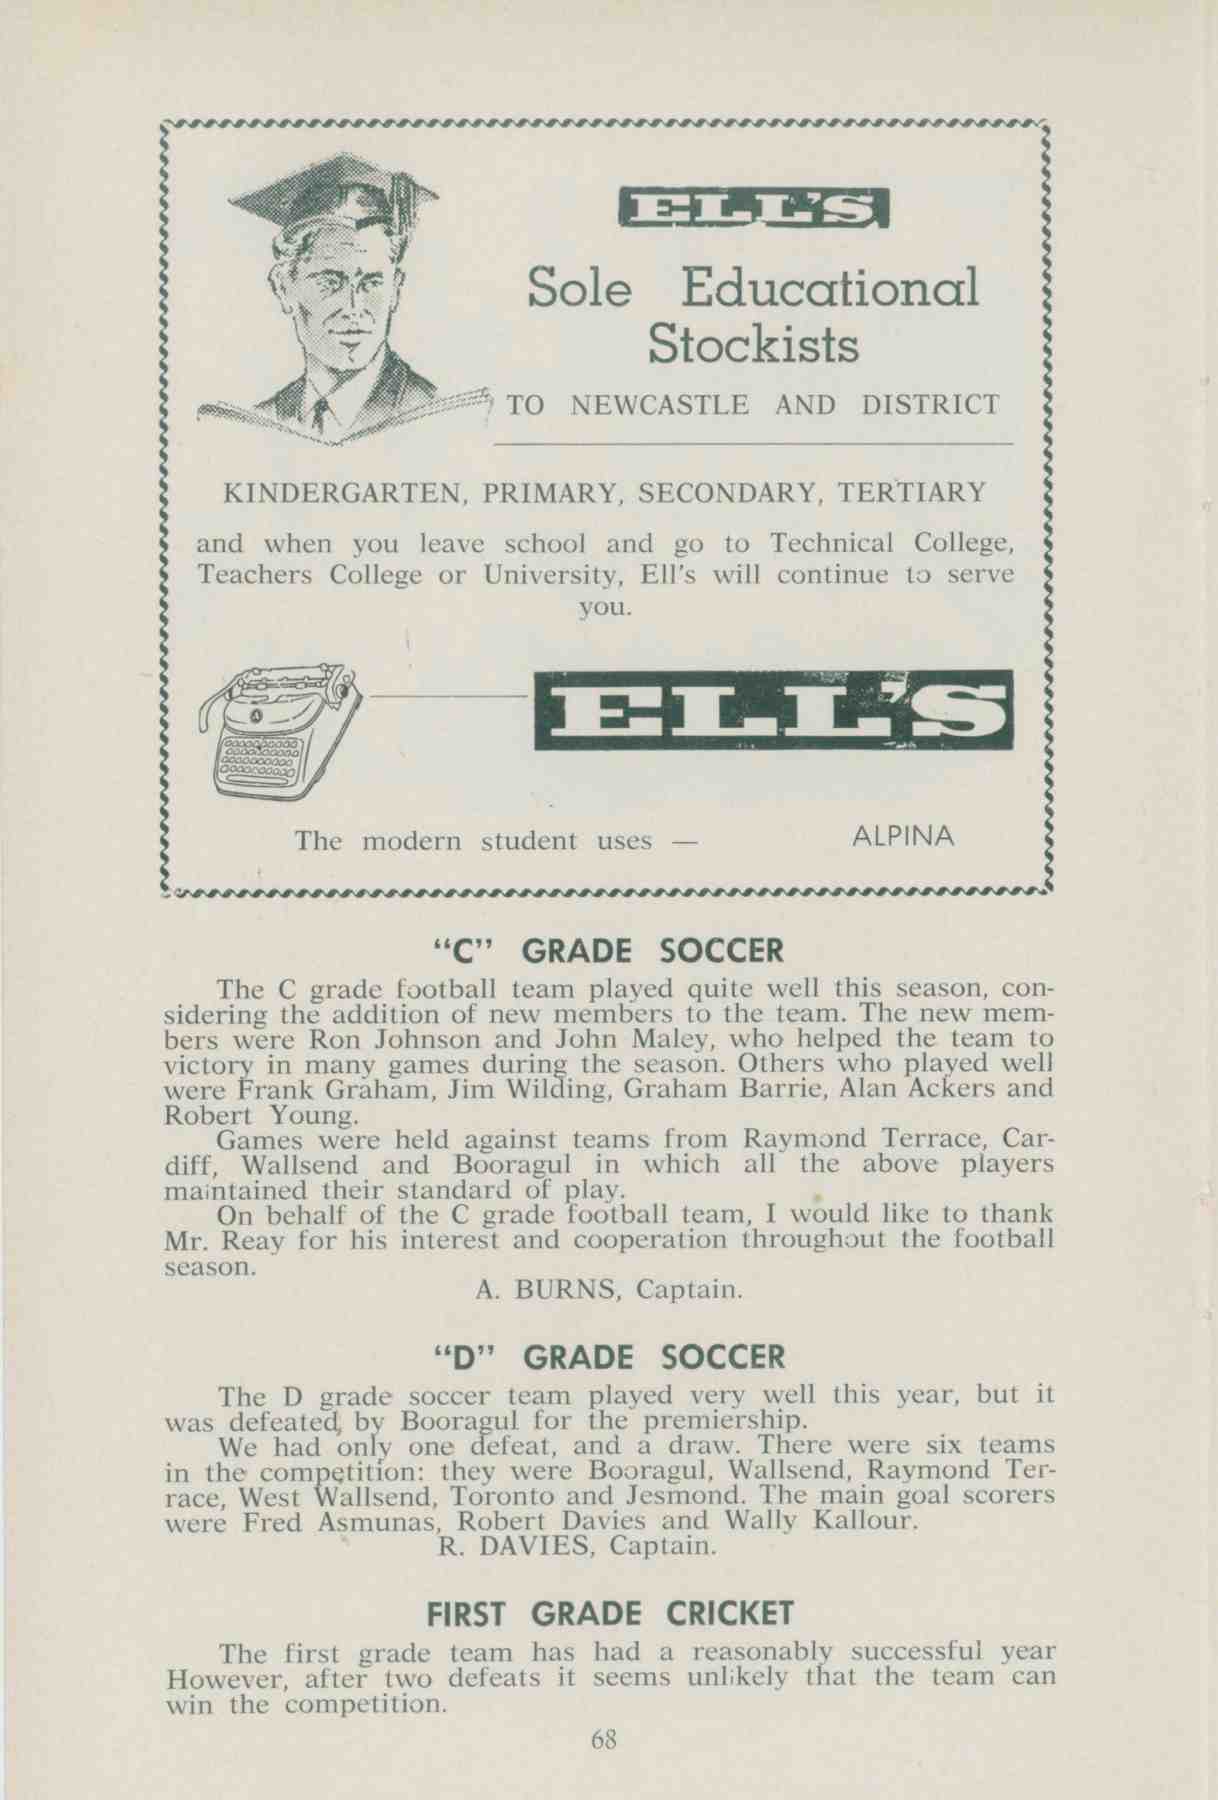 ELL'S
Sole Educational
Stockists
TO NEWCASTLE AND DISTRICT
KINDERGARTEN, PRIMARY, SECONDARY, TERTIARY
and when you leave school and go to Technical College,
Teachers College or University, Ell's will continue to serve
you.
ELL'S
The modern student uses — ALPINA
"C" GRADE SOCCER
The C grade football team played quite well this season, con-
sidering the addition of new members to the team. The new mem-
bers were Ron Johnson and John Maley, who helped the team to
victory in many games during the season. Others who played well
were Frank Graham, Jim Wilding, Graham Barrie, Alan Ackers and
Robert Young.
Games were held against teams from Raymond Terrace, Car-
diff, Wallsend and Booragul in which all the above players
maintained their standard of play.
On behalf of the C grade football team, I would like to thank
Mr. Reay for his interest and cooperation throughout the football
season.
A. BURNS, Captain.
"D" GRADE SOCCER
The D grade soccer team played very well this year, but it
was defeated, by Booragul for the premiership.
We had only one defeat, and a draw. There were six teams
in the competition: they were Booragul, Wallsend, Raymond Ter-
race, West Wallsend, Toronto and Jesmond. The main goal scorers
were Fred Asmunas, Robert Davies and Wally Kallour.
R. DAVIES, Captain.
FIRST GRADE CRICKET
The first grade team has had a reasonably successful year
However, after two defeats it seems unlikely that the team can
win the competition.
68